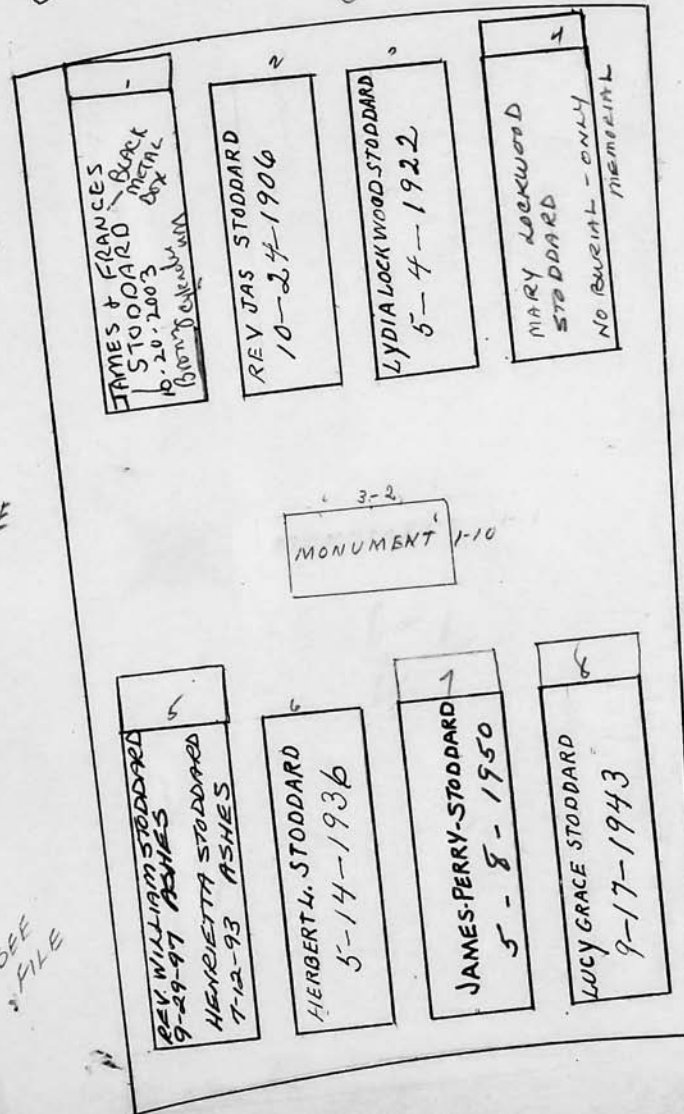 1
JAMES & FRANCES
STODDARD
10.20.2003
BLACK
METAL
BOX
Bronze
2
REV JAS STODDARD
10-24-1906
3
LYDIA LOCKWOOD STODDARD
5-4-1922
4
MARY LOCKWOOD
STODDARD
NO BURIAL - ONLY
MEMORIAL
3-2
MONUMENT 1-10
5
REV. WILLIAM STODDARD
9-29-97 ASHES
HENRIETTA STODDARD
7-12-93 ASHES
6
HERBERT L. STODDARD
5-14-1936
7
JAMES-PERRY-STODDARD
5-8-1950
8
LUCY GRACE STODDARD
9-17-1943
SEE
FILE